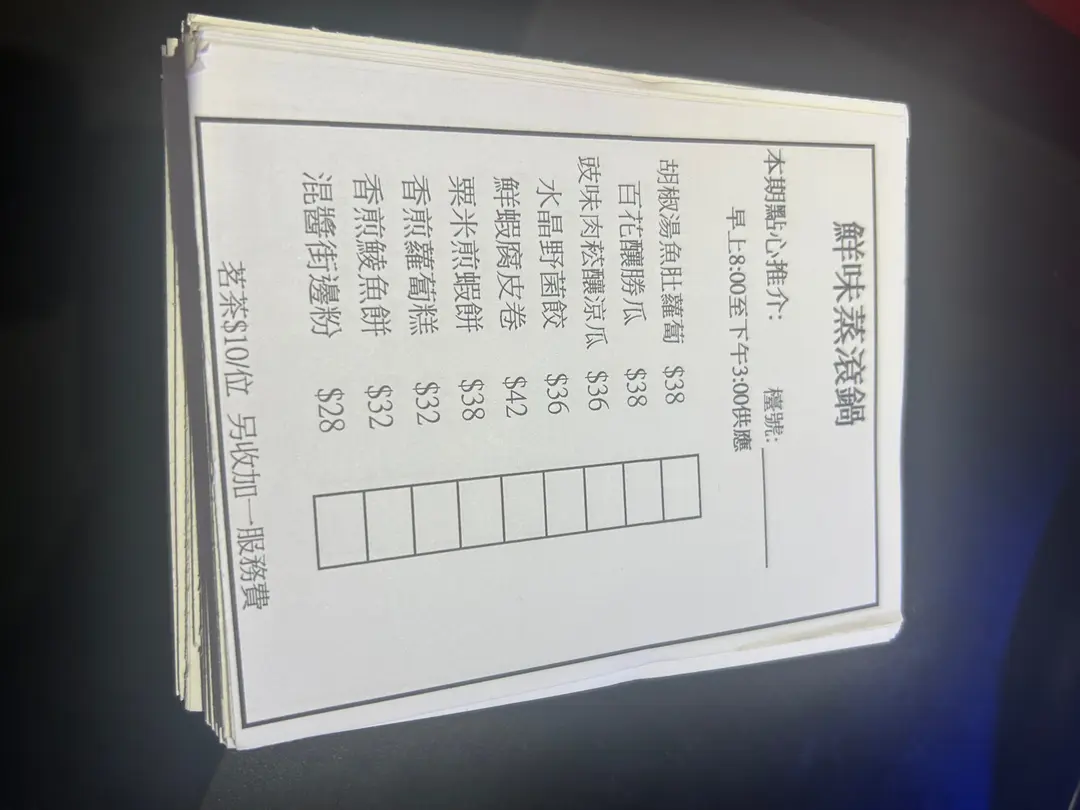 鮮味蒸滾鍋
本期點心推介: 檯號:
早上8:00至下午3:00供應
胡椒湯魚肚蘿蔔 $38
百花釀勝瓜 $38
豉味肉松釀涼瓜 $36
水晶野菌餃 $36
鮮蝦腐皮卷 $42
粟米煎蝦餅 $38
香煎蘿蔔糕 $32
香煎鯪魚餅 $32
混醬街邊粉 $28
茗茶$10/位 另收加一服務費